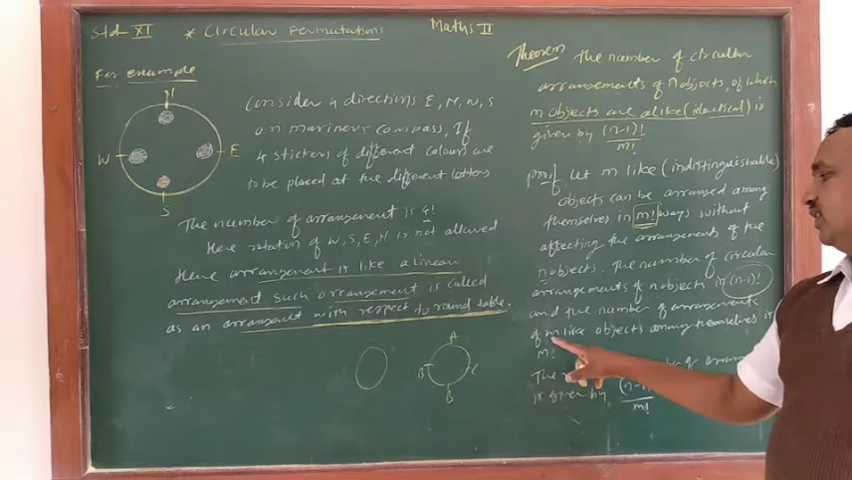 Std XI * Circular Permutations Maths II
For example
N
W
E
S
Consider 4 directions E, N, W, S
on mariners compass, If
4 stickers of different colours are
to be placed at the different letters
The number of arrangement is 4!
Here rotation of W, S, E, N is not allowed
Hence arrangement is like a linear
arrangement such arrangement is called
as an arrangement with respect to round table.
A
B
C
B
Theorem The number of circular
arrangements of n objects, of which
m objects are alike (identical) is
given by (n-1)!/m!
proof Let m like (indistinguishable)
objects can be arranged among
themselves in m! ways without
affecting the arrangements of the
n objects. The number of circular
arrangements of n objects is (n-1)!
and the number of arrangements
of m like objects among themselves is
m!
The
is given by (n-1)!/m!